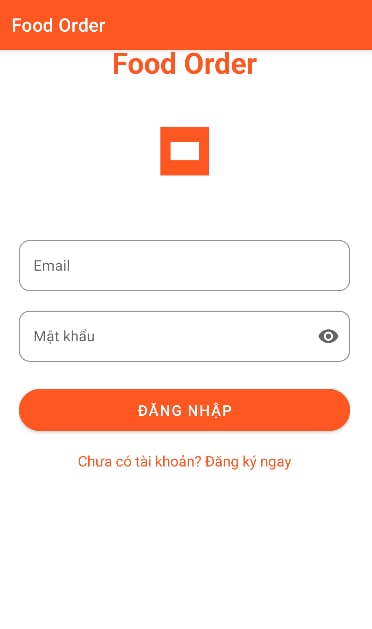 Food Order
Food Order
Email
Mật khẩu
ĐĂNG NHẬP
Chưa có tài khoản? Đăng ký ngay